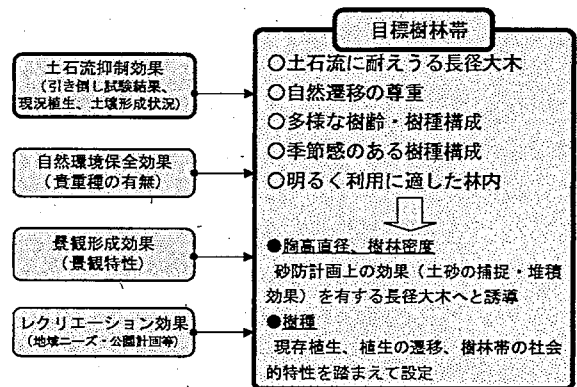 目標樹林帯
土石流抑制効果
(引き倒し試験結果、
現況植生、土壌形成状況)
自然環境保全効果
(貴重種の有無)
景観形成効果
(景観特性)
レクリエーション効果
(地域ニーズ・公園計画等)
○土石流に耐えうる長径大木
○自然遷移の尊重
○多様な樹齢・樹種構成
○季節感のある樹種構成
○明るく利用に適した林内
●胸高直径、樹林密度
砂防計画上の効果(土砂の捕捉・堆積
効果)を有する長径大木へと誘導
●樹種
現存植生、植生の遷移、樹林帯の社会
的特性を踏まえて設定